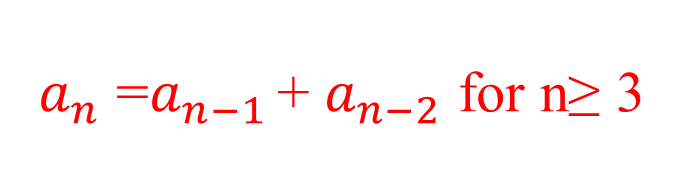 aₙ =aₙ₋₁ + aₙ₋₂ for n≥ 3